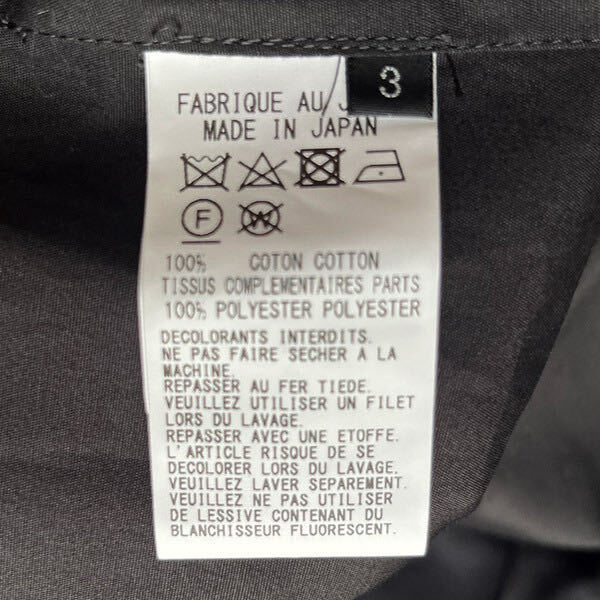 3
FABRIQUE AU J
MADE IN JAPAN
F
W
100% COTON COTTON
TISSUS COMPLEMENTAIRES PARTS
100% POLYESTER POLYESTER
DECOLORANTS INTERDITS.
NE PAS FAIRE SECHER A LA
MACHINE.
REPASSER AU FER TIEDE.
VEUILLEZ UTILISER UN FILET
LORS DU LAVAGE.
REPASSER AVEC UNE ETOFFE.
L'ARTICLE RISQUE DE SE
DECOLORER LORS DU LAVAGE,
VEUILLEZ LAVER SEPAREMENT.
VEUILLEZ NE PAS UTILISER
DE LESSIVE CONTENANT DU
BLANCHISSEUR FLUORESCENT.